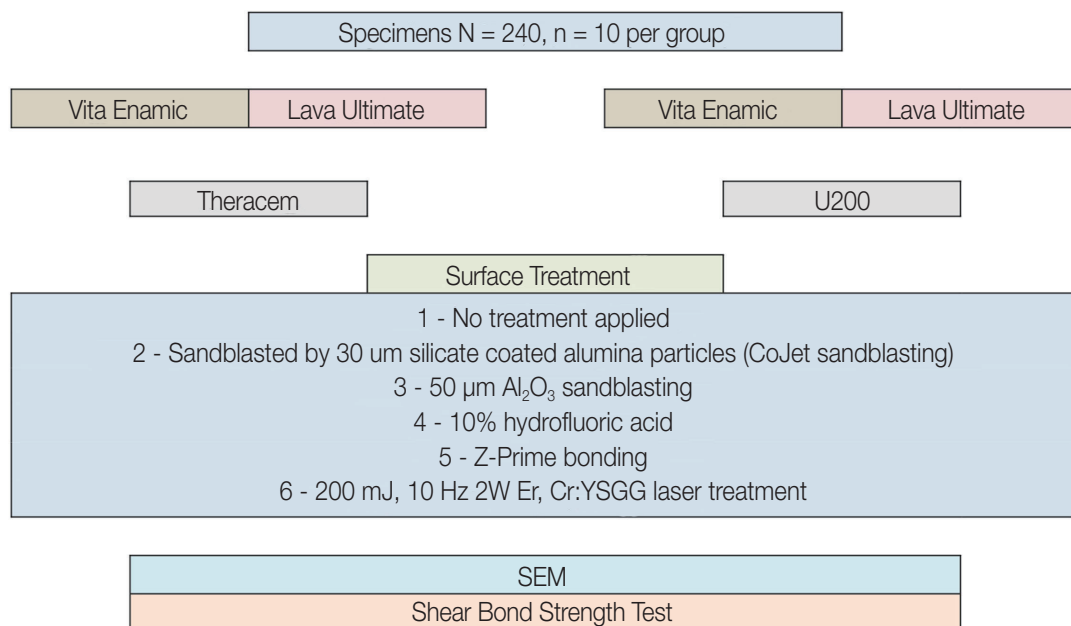 Specimens N = 240, n = 10 per group
Vita Enamic Lava Ultimate Vita Enamic Lava Ultimate
Theracem U200
Surface Treatment
1 - No treatment applied
2 - Sandblasted by 30 um silicate coated alumina particles (CoJet sandblasting)
3 - 50 µm Al₂O₃ sandblasting
4 - 10% hydrofluoric acid
5 - Z-Prime bonding
6 - 200 mJ, 10 Hz 2W Er, Cr:YSGG laser treatment
SEM
Shear Bond Strength Test